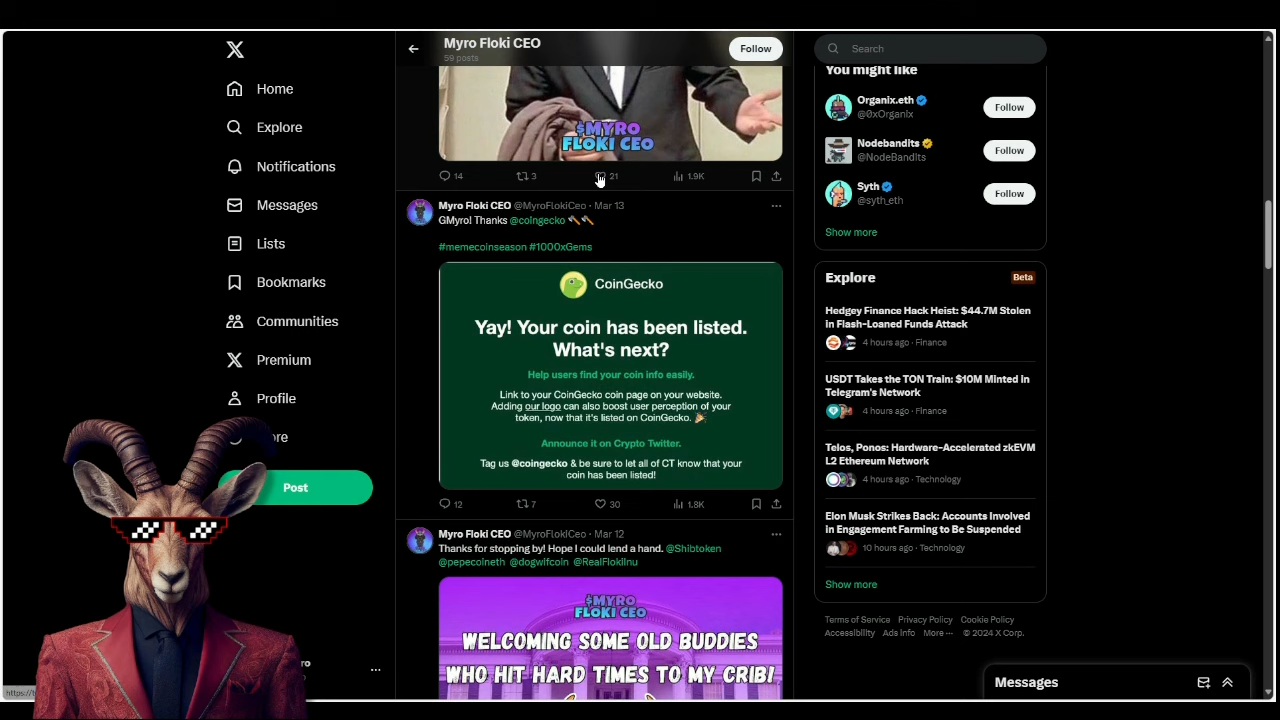 Home
Explore
Notifications
Messages
Lists
Bookmarks
Communities
Premium
Profile
Post
Myro Floki CEO
59 posts
Follow
$MYRO
FLOKI CEO
14
3
21
1.9K
Myro Floki CEO @MyroFlokiCeo · Mar 13
GMyro! Thanks @coingecko
#memecoinseason #1000xGems
CoinGecko
Yay! Your coin has been listed.
What's next?
Help users find your coin info easily.
Link to your CoinGecko coin page on your website.
Adding our logo can also boost user perception of your
token, now that it's listed on CoinGecko.
Announce it on Crypto Twitter.
Tag us @coingecko & be sure to let all of CT know that your
coin has been listed!
12
7
30
1.8K
Myro Floki CEO @MyroFlokiCeo · Mar 12
Thanks for stopping by! Hope I could lend a hand. @Shibtoken
@pepecoineth @dogwifcoin @RealFlokiInu
$MYRO
FLOKI CEO
WELCOMING SOME OLD BUDDIES
WHO HIT HARD TIMES TO MY CRIB!
Search
You might like
Organix.eth
@0xOrganix
Follow
Nodebandits
@NodeBandits
Follow
Syth
@syth_eth
Follow
Show more
Explore
Beta
Hedgey Finance Hack Heist: $44.7M Stolen
in Flash-Loaned Funds Attack
4 hours ago · Finance
USDT Takes the TON Train: $10M Minted in
Telegram's Network
4 hours ago · Finance
Telos, Ponos: Hardware-Accelerated zkEVM
L2 Ethereum Network
4 hours ago · Technology
Elon Musk Strikes Back: Accounts Involved
in Engagement Farming to Be Suspended
10 hours ago · Technology
Show more
Terms of Service Privacy Policy Cookie Policy
Accessibility Ads info More ··· © 2024 X Corp.
Messages